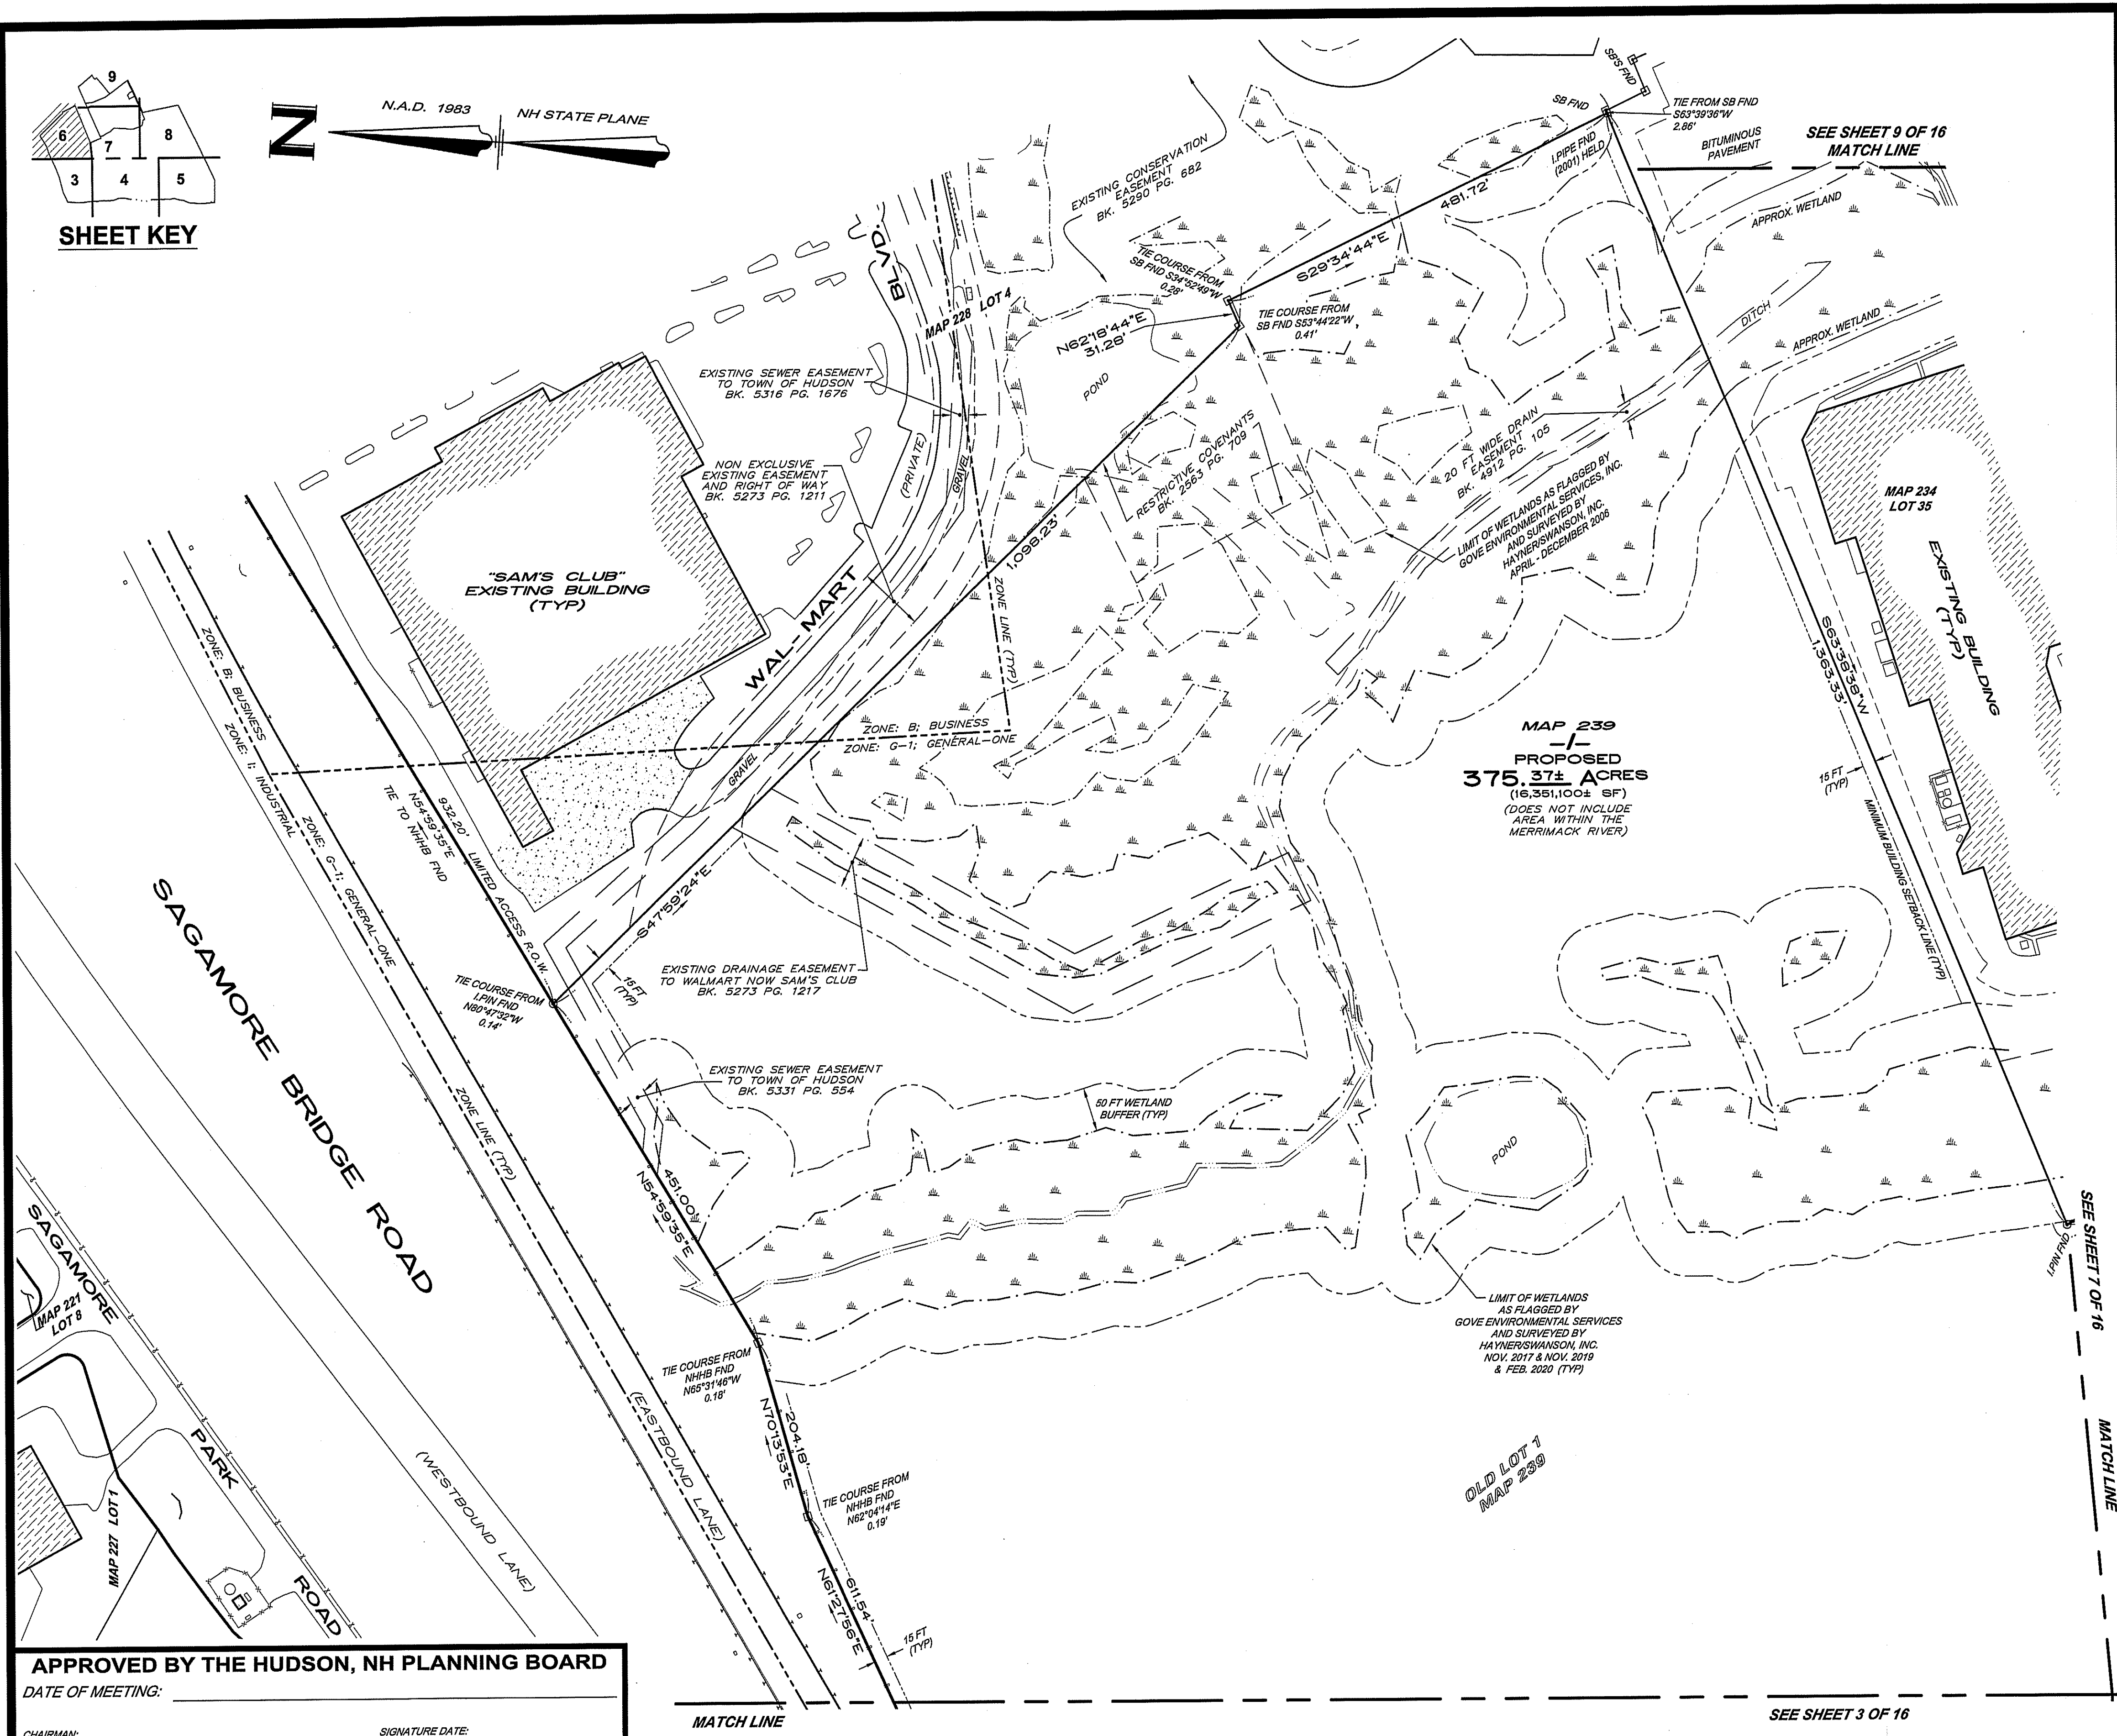 9
6
7
8
3
4
5
SHEET KEY
N
N.A.D. 1983
NH STATE PLANE
EXISTING CONSERVATION
EASEMENT
BK. 5290 PG. 682
SB'S FND
SB FND
TIE FROM SB FND
S63°39'36"W
2.86'
I.PIPE FND
(2001) HELD
BITUMINOUS
PAVEMENT
SEE SHEET 9 OF 16
MATCH LINE
APPROX. WETLAND
481.72'
S29°34'44"E
TIE COURSE FROM
SB FND S34°52'49"W
0.28'
TIE COURSE FROM
SB FND S53°44'22"W
0.41'
N62°18'44"E
31.28'
POND
DITCH
APPROX. WETLAND
BLVD.
MAP 228 LOT 4
EXISTING SEWER EASEMENT
TO TOWN OF HUDSON
BK. 5316 PG. 1676
NON EXCLUSIVE
EXISTING EASEMENT
AND RIGHT OF WAY
BK. 5273 PG. 1211
(PRIVATE)
GRAVEL
RESTRICTIVE COVENANTS
BK. 2563 PG. 709
20 FT WIDE DRAIN
EASEMENT
BK. 4912 PG. 105
LIMIT OF WETLANDS AS FLAGGED BY
GOVE ENVIRONMENTAL SERVICES, INC.
AND SURVEYED BY
HAYNER/SWANSON, INC.
APRIL - DECEMBER 2006
MAP 234
LOT 35
EXISTING BUILDING
(TYP)
"SAM'S CLUB"
EXISTING BUILDING
(TYP)
WAL-MART
1,098.23'
ZONE LINE (TYP)
ZONE: B; BUSINESS
ZONE: G-1; GENERAL-ONE
GRAVEL
S63°38'38"W
1,363.33'
MAP 239
1
PROPOSED
375.37± ACRES
(16,351,100± SF)
(DOES NOT INCLUDE
AREA WITHIN THE
MERRIMACK RIVER)
15 FT
(TYP)
MINIMUM BUILDING SETBACK LINE (TYP)
ZONE: B; BUSINESS
ZONE: I; INDUSTRIAL
ZONE: G-1; GENERAL-ONE
932.20'
N54°59'35"E
TIE TO NHHB FND
LIMITED ACCESS R.O.W.
S47°59'24"E
15 FT
(TYP)
EXISTING DRAINAGE EASEMENT
TO WALMART NOW SAM'S CLUB
BK. 5273 PG. 1217
TIE COURSE FROM
I.PIN FND
N80°47'32"W
0.14'
SAGAMORE BRIDGE ROAD
EXISTING SEWER EASEMENT
TO TOWN OF HUDSON
BK. 5331 PG. 554
50 FT WETLAND
BUFFER (TYP)
ZONE LINE (TYP)
451.00'
N54°59'35"E
POND
I.PIN FND
SEE SHEET 7 OF 16
MATCH LINE
SAGAMORE
PARK
ROAD
MAP 221
LOT 8
LIMIT OF WETLANDS
AS FLAGGED BY
GOVE ENVIRONMENTAL SERVICES
AND SURVEYED BY
HAYNER/SWANSON, INC.
NOV. 2017 & NOV. 2019
& FEB. 2020 (TYP)
TIE COURSE FROM
NHHB FND
N65°31'46"W
0.18'
(EASTBOUND LANE)
204.18'
N70°13'53"E
(WESTBOUND LANE)
TIE COURSE FROM
NHHB FND
N62°04'14"E
0.19'
OLD LOT 1
MAP 239
MAP 227 LOT 1
611.54'
N61°27'56"E
15 FT
(TYP)
APPROVED BY THE HUDSON, NH PLANNING BOARD
DATE OF MEETING:
CHAIRMAN:
SIGNATURE DATE:
MATCH LINE
SEE SHEET 3 OF 16